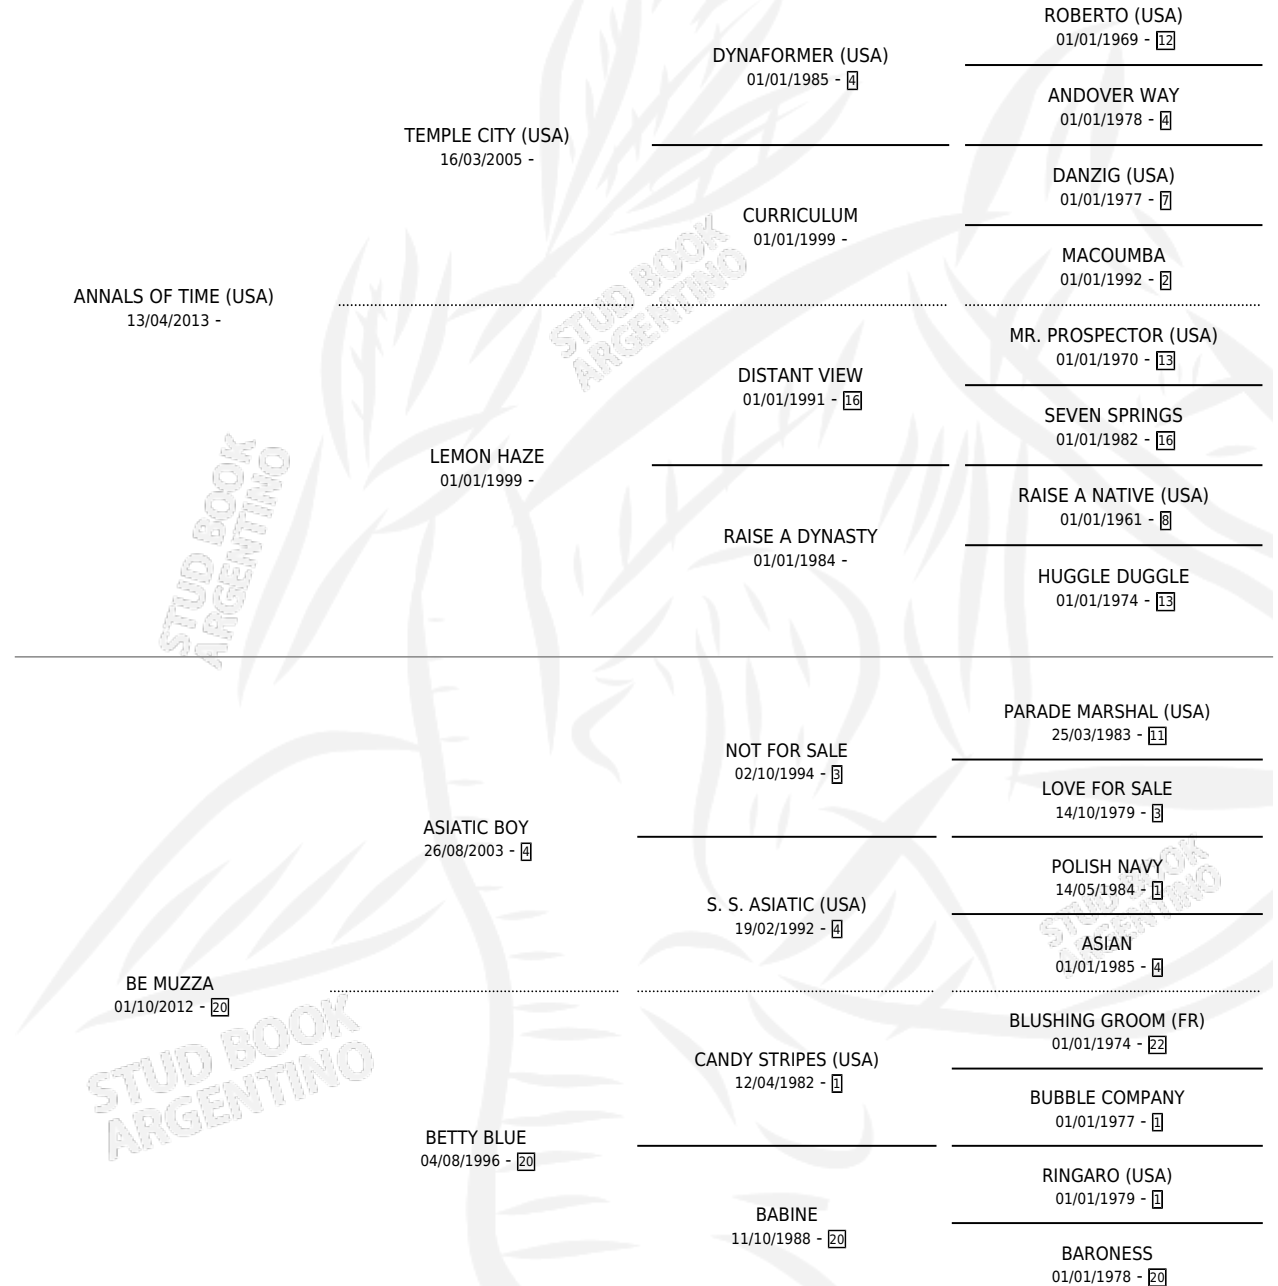 ROBERTO (USA)
01/01/1969 - 12
DYNAFORMER (USA)
01/01/1985 - 4
ANDOVER WAY
01/01/1978 - 4
TEMPLE CITY (USA)
16/03/2005 -
DANZIG (USA)
01/01/1977 - 7
CURRICULUM
01/01/1999 -
MACOUMBA
01/01/1992 - 2
ANNALS OF TIME (USA)
13/04/2013 -
MR. PROSPECTOR (USA)
01/01/1970 - 13
DISTANT VIEW
01/01/1991 - 16
SEVEN SPRINGS
01/01/1982 - 16
LEMON HAZE
01/01/1999 -
RAISE A NATIVE (USA)
01/01/1961 - 8
RAISE A DYNASTY
01/01/1984 -
HUGGLE DUGGLE
01/01/1974 - 13
PARADE MARSHAL (USA)
25/03/1983 - 11
NOT FOR SALE
02/10/1994 - 3
LOVE FOR SALE
14/10/1979 - 3
ASIATIC BOY
26/08/2003 - 4
POLISH NAVY
14/05/1984 - 1
S. S. ASIATIC (USA)
19/02/1992 - 4
ASIAN
01/01/1985 - 4
BE MUZZA
01/10/2012 - 20
BLUSHING GROOM (FR)
01/01/1974 - 22
CANDY STRIPES (USA)
12/04/1982 - 1
BUBBLE COMPANY
01/01/1977 - 1
BETTY BLUE
04/08/1996 - 20
RINGARO (USA)
01/01/1979 - 1
BABINE
11/10/1988 - 20
BARONESS
01/01/1978 - 20
STUD BOOK
ARGENTINO
STUD BOOK
ARGENTINO
STUD BOOK
ARGENTINO
STUD BOOK
ARGENTINO